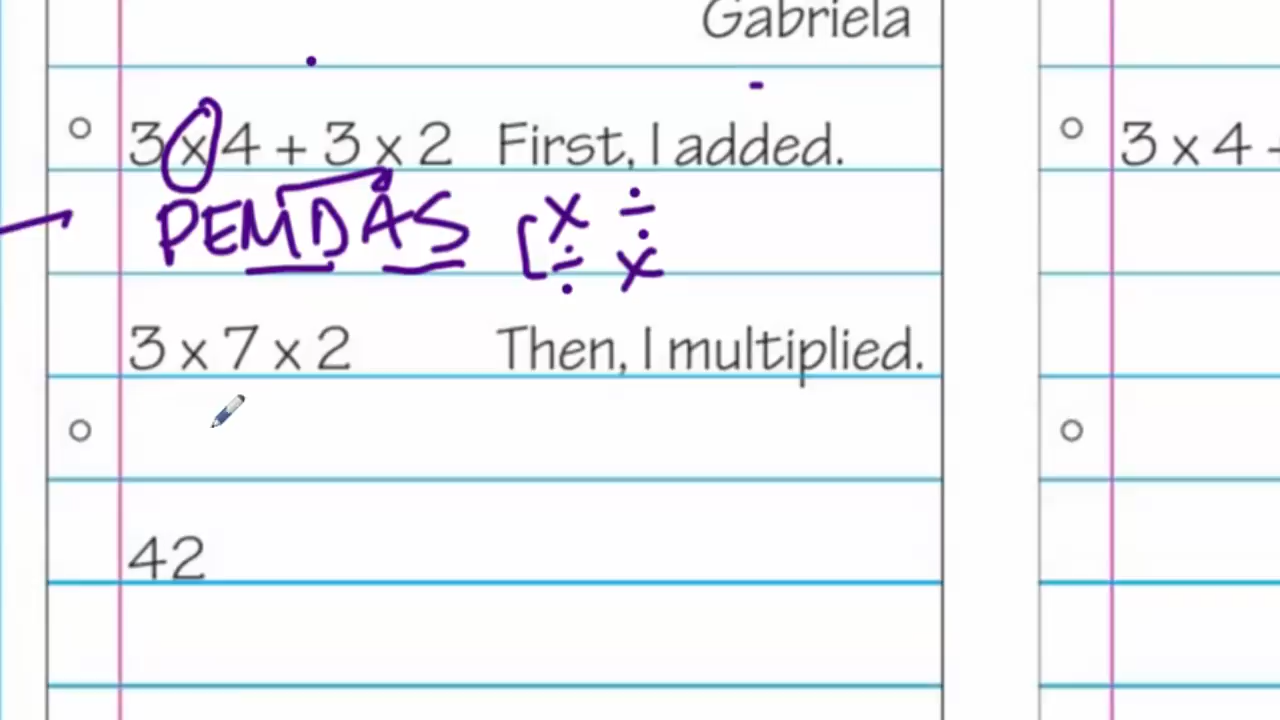 Gabriela
3 x 4 + 3 x 2 First, I added.
3 x 4 +
PEMDAS [x ÷
÷ x
3 x 7 x 2 Then, I multiplied.
42